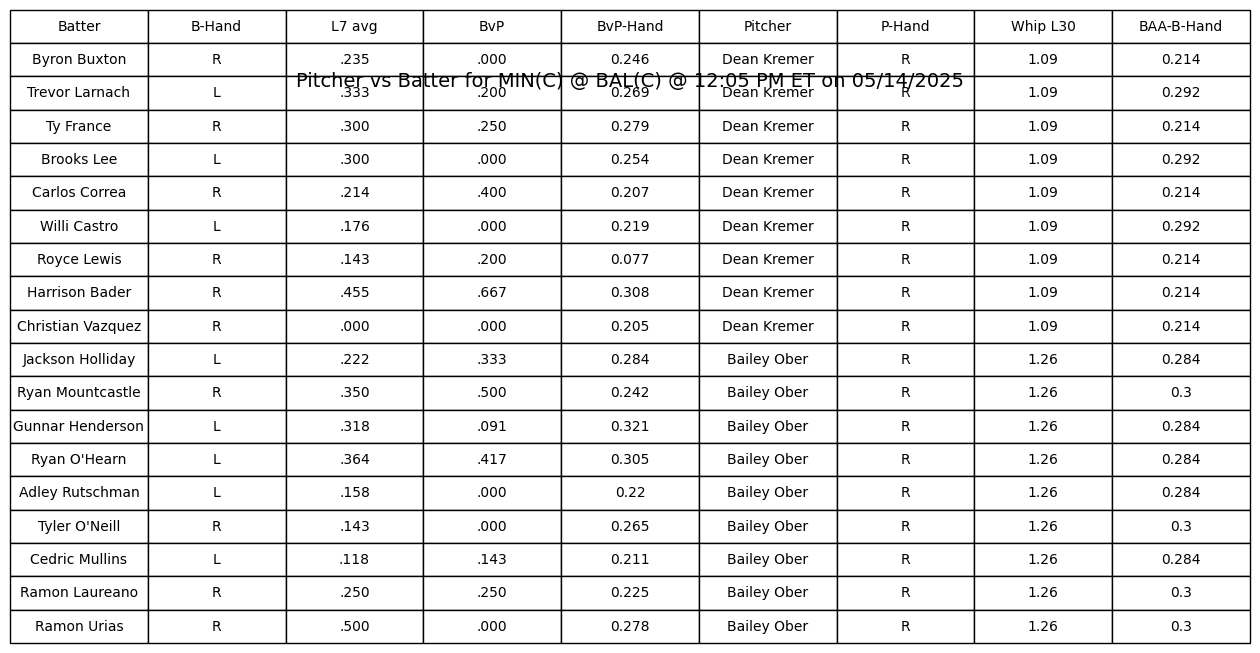 Batter B-Hand L7 avg BvP BvP-Hand Pitcher P-Hand Whip L30 BAA-B-Hand
Byron Buxton R .235 .000 0.246 Dean Kremer R 1.09 0.214
Pitcher vs Batter for MIN(C) @ BAL(C) @ 12:05 PM ET on 05/14/2025
Trevor Larnach L .333 .200 0.269 Dean Kremer R 1.09 0.292
Ty France R .300 .250 0.279 Dean Kremer R 1.09 0.214
Brooks Lee L .300 .000 0.254 Dean Kremer R 1.09 0.292
Carlos Correa R .214 .400 0.207 Dean Kremer R 1.09 0.214
Willi Castro L .176 .000 0.219 Dean Kremer R 1.09 0.292
Royce Lewis R .143 .200 0.077 Dean Kremer R 1.09 0.214
Harrison Bader R .455 .667 0.308 Dean Kremer R 1.09 0.214
Christian Vazquez R .000 .000 0.205 Dean Kremer R 1.09 0.214
Jackson Holliday L .222 .333 0.284 Bailey Ober R 1.26 0.284
Ryan Mountcastle R .350 .500 0.242 Bailey Ober R 1.26 0.3
Gunnar Henderson L .318 .091 0.321 Bailey Ober R 1.26 0.284
Ryan O'Hearn L .364 .417 0.305 Bailey Ober R 1.26 0.284
Adley Rutschman L .158 .000 0.22 Bailey Ober R 1.26 0.284
Tyler O'Neill R .143 .000 0.265 Bailey Ober R 1.26 0.3
Cedric Mullins L .118 .143 0.211 Bailey Ober R 1.26 0.284
Ramon Laureano R .250 .250 0.225 Bailey Ober R 1.26 0.3
Ramon Urias R .500 .000 0.278 Bailey Ober R 1.26 0.3